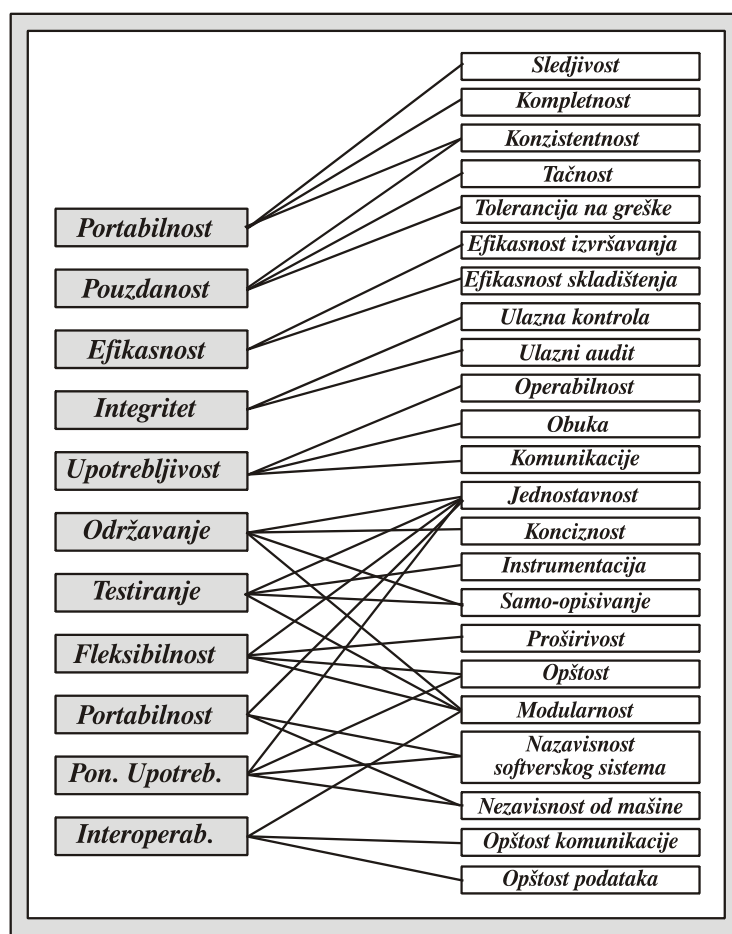 Portabilnost
Pouzdanost
Efikasnost
Integritet
Upotrebljivost
Održavanje
Testiranje
Fleksibilnost
Portabilnost
Pon. Upotreb.
Interoperab.
Sledjivost
Kompletnost
Konzistentnost
Tačnost
Tolerancija na greške
Efikasnost izvršavanja
Efikasnost skladištenja
Ulazna kontrola
Ulazni audit
Operabilnost
Obuka
Komunikacije
Jednostavnost
Konciznost
Instrumentacija
Samo-opisivanje
Proširivost
Opštost
Modularnost
Nazavisnost
softverskog sistema
Nezavisnost od mašine
Opštost komunikacije
Opštost podataka